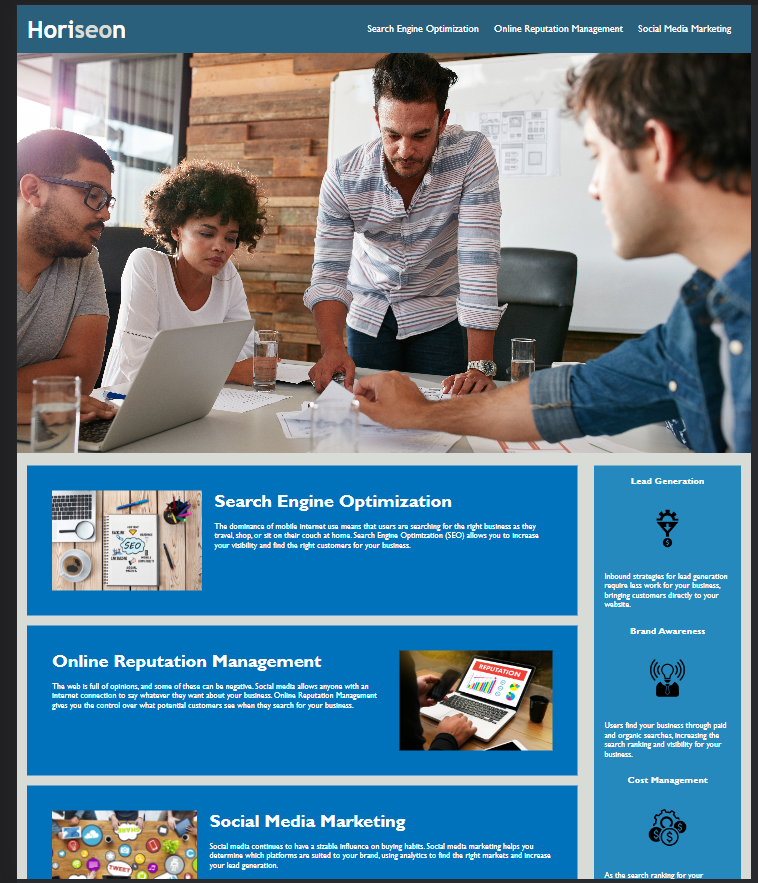 Horiseon
Search Engine Optimization Online Reputation Management Social Media Marketing
Search Engine Optimization
The dominance of mobile internet use means that users are searching for the right business as they
travel, shop, or sit on their couch at home. Search Engine Optimization (SEO) allows you to increase
your visibility and find the right customers for your business.
SEO
Online Reputation Management
The web is full of opinions, and some of these can be negative. Social media allows anyone with an
internet connection to say whatever they want about your business. Online Reputation Management
gives you the control over what potential customers see when they search for your business.
REPUTATION
Social Media Marketing
Social media continues to have a sizable influence on buying habits. Social media marketing helps you
determine which platforms are suited to your brand, using analytics to find the right markets and increase
your lead generation.
SHARE
TWEET
Lead Generation
Inbound strategies for lead generation
require less work for your business,
bringing customers directly to your
website.
Brand Awareness
Users find your business through paid
and organic searches, increasing the
search ranking and visibility for your
business.
Cost Management
As the search ranking for your